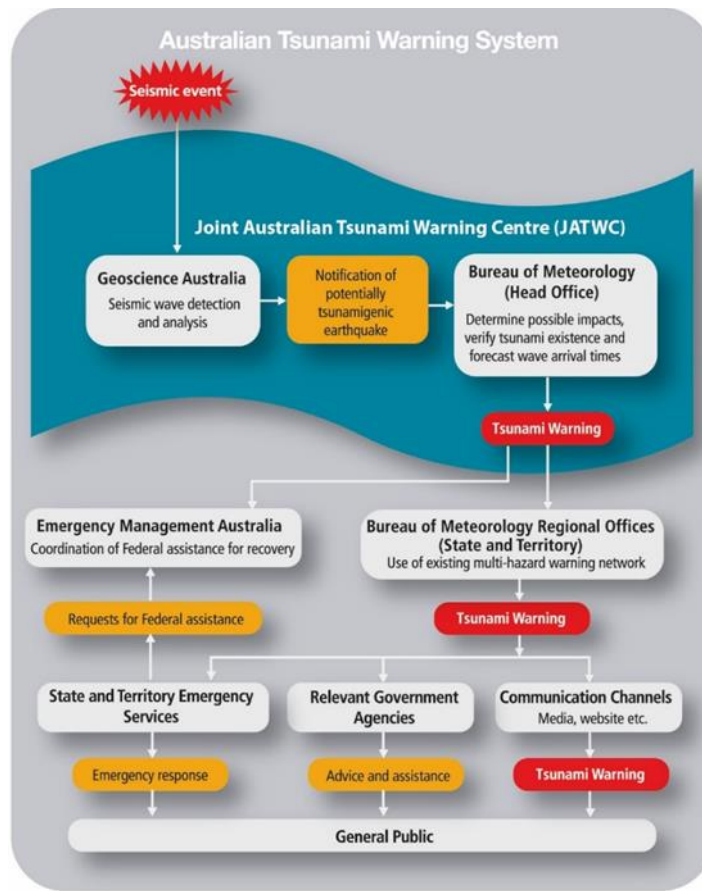 Australian Tsunami Warning System
Seismic event
Joint Australian Tsunami Warning Centre (JATWC)
Geoscience Australia
Seismic wave detection
and analysis
Notification of
potentially
tsunamigenic
earthquake
Bureau of Meteorology
(Head Office)
Determine possible impacts,
verify tsunami existence and
forecast wave arrival times
Tsunami Warning
Emergency Management Australia
Coordination of Federal assistance for recovery
Bureau of Meteorology Regional Offices
(State and Territory)
Use of existing multi-hazard warning network
Requests for Federal assistance
Tsunami Warning
State and Territory Emergency
Services
Relevant Government
Agencies
Communication Channels
Media, website etc.
Emergency response
Advice and assistance
Tsunami Warning
General Public